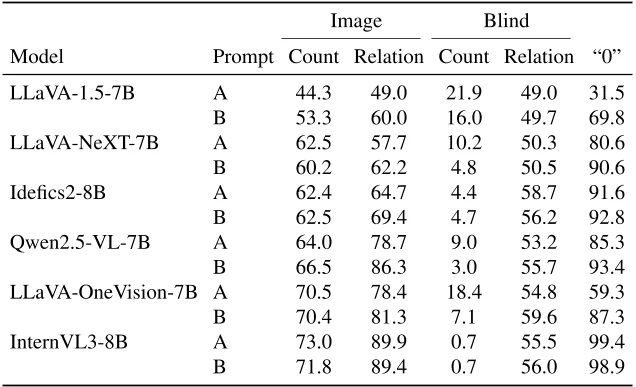 Image Blind
Model Prompt Count Relation Count Relation “0”
LLaVA-1.5-7B A 44.3 49.0 21.9 49.0 31.5
B 53.3 60.0 16.0 49.7 69.8
LLaVA-NeXT-7B A 62.5 57.7 10.2 50.3 80.6
B 60.2 62.2 4.8 50.5 90.6
Idefics2-8B A 62.4 64.7 4.4 58.7 91.6
B 62.5 69.4 4.7 56.2 92.8
Qwen2.5-VL-7B A 64.0 78.7 9.0 53.2 85.3
B 66.5 86.3 3.0 55.7 93.4
LLaVA-OneVision-7B A 70.5 78.4 18.4 54.8 59.3
B 70.4 81.3 7.1 59.6 87.3
InternVL3-8B A 73.0 89.9 0.7 55.5 99.4
B 71.8 89.4 0.7 56.0 98.9